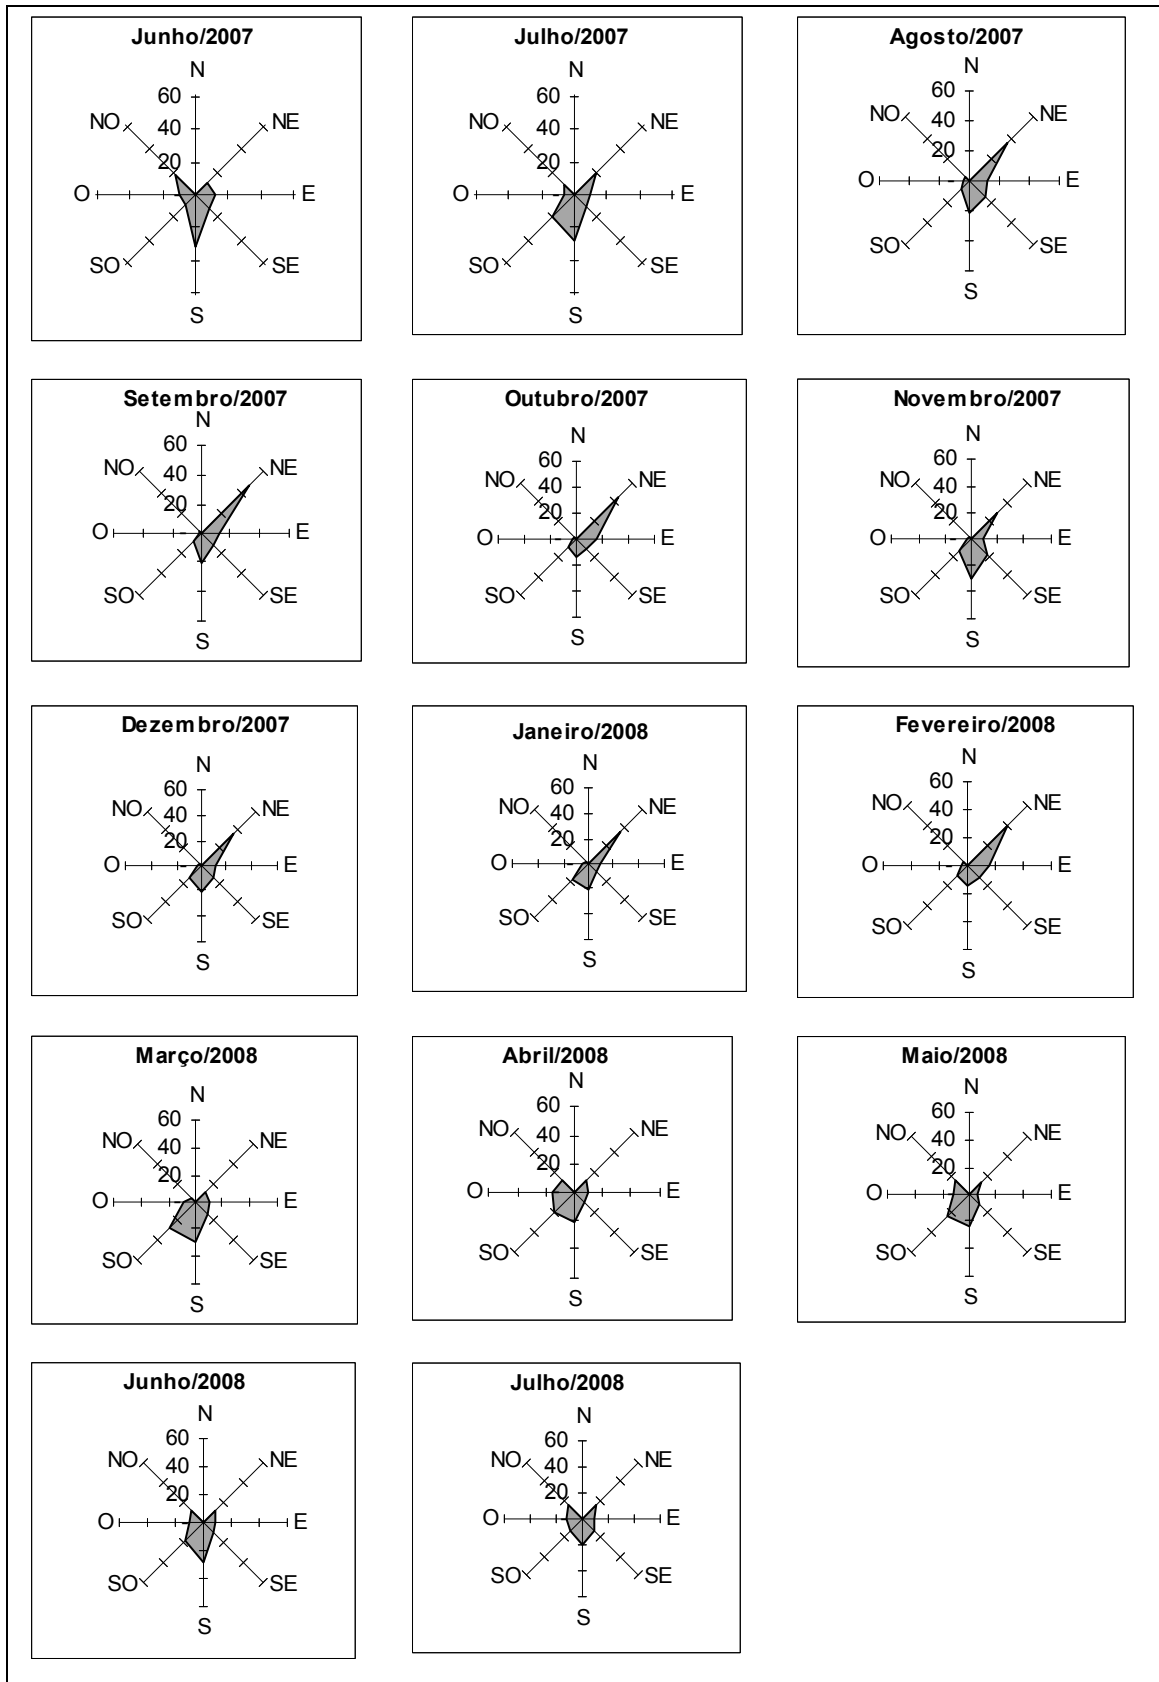 Junho/2007
N
60
40
20
NO
NE
O
E
SO
SE
S
Julho/2007
N
60
40
20
NO
NE
O
E
SO
SE
S
Agosto/2007
N
60
40
20
NO
NE
O
E
SO
SE
S
Setembro/2007
N
60
40
20
NO
NE
O
E
SO
SE
S
Outubro/2007
N
60
40
20
NO
NE
O
E
SO
SE
S
Novembro/2007
N
60
40
20
NO
NE
O
E
SO
SE
S
Dezembro/2007
N
60
40
20
NO
NE
O
E
SO
SE
S
Janeiro/2008
N
60
40
20
NO
NE
O
E
SO
SE
S
Fevereiro/2008
N
60
40
20
NO
NE
O
E
SO
SE
S
Março/2008
N
60
40
20
NO
NE
O
E
SO
SE
S
Abril/2008
N
60
40
20
NO
NE
O
E
SO
SE
S
Maio/2008
N
60
40
20
NO
NE
O
E
SO
SE
S
Junho/2008
N
60
40
20
NO
NE
O
E
SO
SE
S
Julho/2008
N
60
40
20
NO
NE
O
E
SO
SE
S